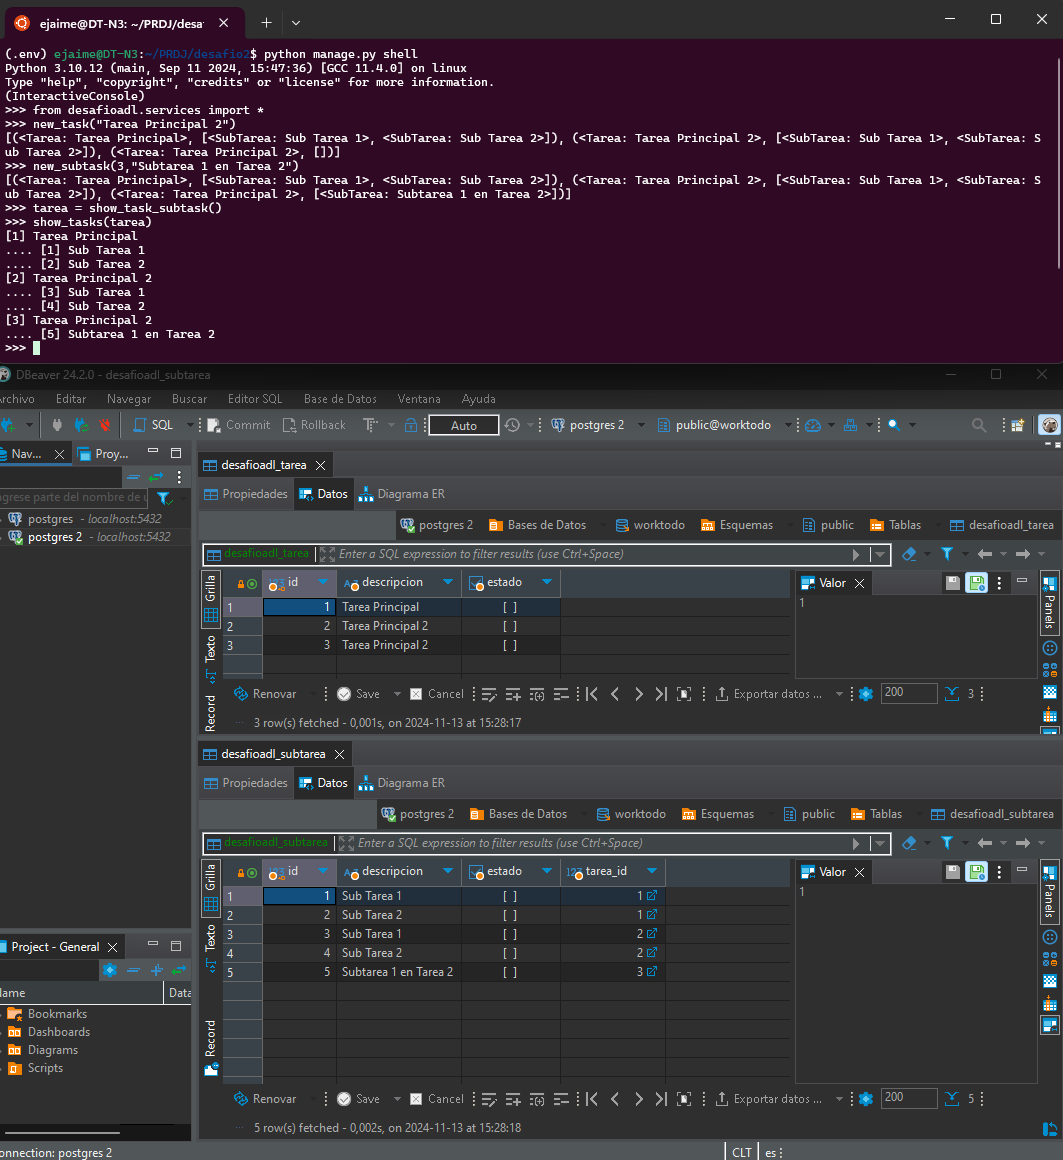 ejaime@DT-N3: ~/PRDJ/desaf
(.env) ejaime@DT-N3:~/PRDJ/desafio2$ python manage.py shell
Python 3.10.12 (main, Sep 11 2024, 15:47:36) [GCC 11.4.0] on linux
Type "help", "copyright", "credits" or "license" for more information.
(InteractiveConsole)
>>> from desafioadl.services import *
>>> new_task("Tarea Principal 2")
[(<Tarea: Tarea Principal>, [<SubTarea: Sub Tarea 1>, <SubTarea: Sub Tarea 2>]), (<Tarea: Tarea Principal 2>, [<SubTarea: Sub Tarea 1>, <SubTarea: S
ub Tarea 2>]), (<Tarea: Tarea Principal 2>, [])]
>>> new_subtask(3,"Subtarea 1 en Tarea 2")
[(<Tarea: Tarea Principal>, [<SubTarea: Sub Tarea 1>, <SubTarea: Sub Tarea 2>]), (<Tarea: Tarea Principal 2>, [<SubTarea: Sub Tarea 1>, <SubTarea: S
ub Tarea 2>]), (<Tarea: Tarea Principal 2>, [<SubTarea: Subtarea 1 en Tarea 2>])]
>>> tarea = show_task_subtask()
>>> show_tasks(tarea)
[1] Tarea Principal
.... [1] Sub Tarea 1
.... [2] Sub Tarea 2
[2] Tarea Principal 2
.... [3] Sub Tarea 1
.... [4] Sub Tarea 2
[3] Tarea Principal 2
.... [5] Subtarea 1 en Tarea 2
>>>
DBeaver 24.2.0 - desafioadl_subtarea
rchivo Editar Navegar Buscar Editor SQL Base de Datos Ventana Ayuda
SQL Commit Rollback Auto postgres 2 public@worktodo
Nav... Proy...
ngrese parte del nombre de u
postgres - localhost:5432
postgres 2 - localhost:5432
desafioadl_tarea
Propiedades Datos Diagrama ER
postgres 2 Bases de Datos worktodo Esquemas public Tablas desafioadl_tarea
desafioadl_tarea Enter a SQL expression to filter results (use Ctrl+Space)
Grilla
Texto
Record
123 id AZ descripcion estado
1 1 Tarea Principal [ ]
2 2 Tarea Principal 2 [ ]
3 3 Tarea Principal 2 [ ]
Valor
1
Panels
Renovar Save Cancel Exportar datos ... 200 3
3 row(s) fetched - 0,001s, on 2024-11-13 at 15:28:17
desafioadl_subtarea
Propiedades Datos Diagrama ER
postgres 2 Bases de Datos worktodo Esquemas public Tablas desafioadl_subtarea
desafioadl_subtarea Enter a SQL expression to filter results (use Ctrl+Space)
Grilla
Texto
Record
123 id AZ descripcion estado 123 tarea_id
1 1 Sub Tarea 1 [ ] 1
2 2 Sub Tarea 2 [ ] 1
3 3 Sub Tarea 1 [ ] 2
4 4 Sub Tarea 2 [ ] 2
5 5 Subtarea 1 en Tarea 2 [ ] 3
Valor
1
Panels
Renovar Save Cancel Exportar datos ... 200 5
5 row(s) fetched - 0,002s, on 2024-11-13 at 15:28:18
Project - General
lame Data
Bookmarks
Dashboards
Diagrams
Scripts
onnection: postgres 2
CLT es